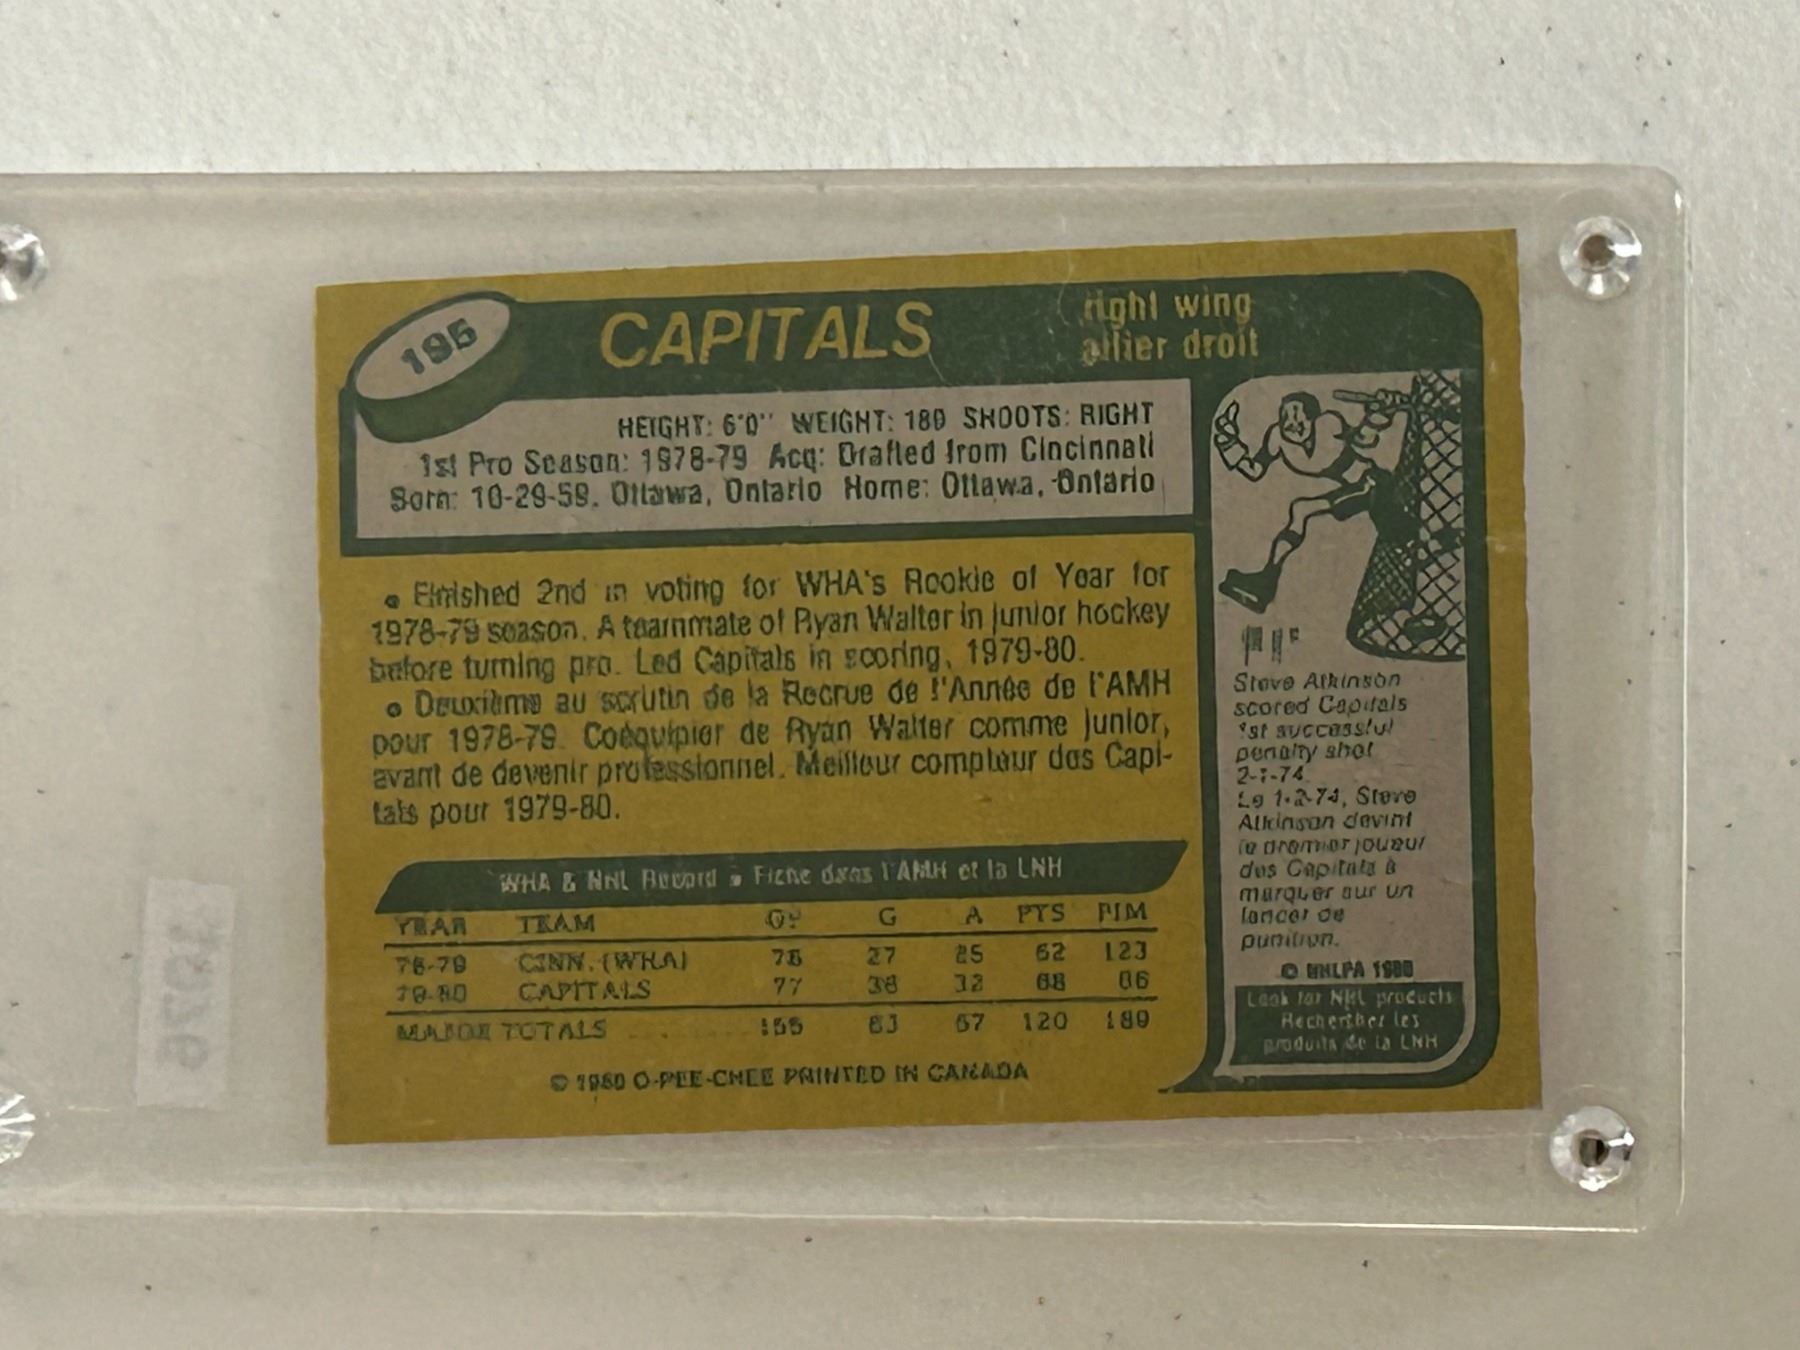 195
CAPITALS
right wing
ailier droit
HEIGHT: 6'0'' WEIGHT: 180 SHOOTS: RIGHT
1st Pro Season: 1978-79 Acq: Drafted from Cincinnati
Born: 10-29-59, Ottawa, Ontario Home: Ottawa, Ontario
• Finished 2nd in voting for WHA's Rookie of Year for
1978-79 season. A teammate of Ryan Walter in junior hockey
before turning pro. Led Capitals in scoring, 1979-80.
• Deuxième au scrutin de la Recrue de l'Année de l'AMH
pour 1978-79. Coéquipier de Ryan Walter comme junior,
avant de devenir professionnel. Meilleur compteur des Capi-
tals pour 1979-80.
WHA & NHL Record • Fiche dans l'AMH et la LNH
YEAR TEAM GP G A PTS PIM
78-79 CINN. (WHA) 78 27 25 62 123
79-80 CAPITALS 77 36 32 68 66
MAJOR TOTALS 155 63 57 120 189
© 1980 O-PEE-CHEE PRINTED IN CANADA
Steve Atkinson
scored Capitals
1st successful
penalty shot
2-1-74.
Le 1-2-74, Steve
Atkinson devint
le premier joueur
des Capitals à
marquer sur un
lancer de
punition.
© NHLPA 1980
Look for NHL products
Recherchez les
produits de la LNH